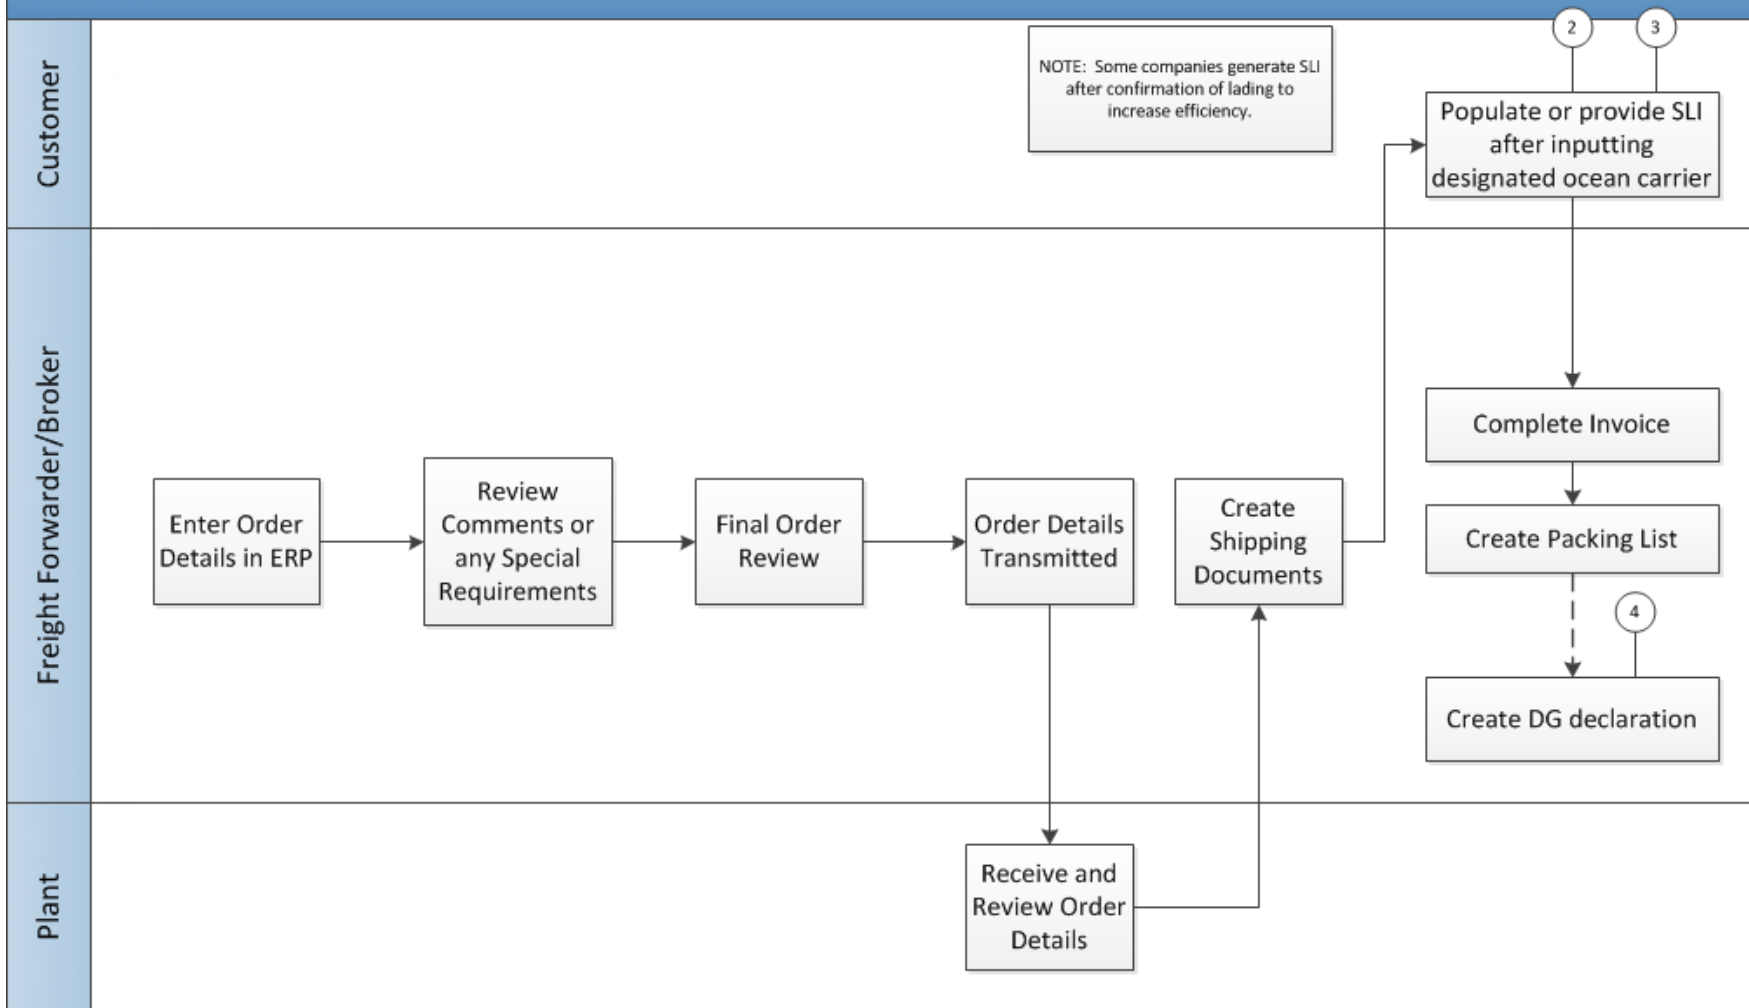 2
3
NOTE: Some companies generate SLI
after confirmation of lading to
increase efficiency.
Populate or provide SLI
after inputting
designated ocean carrier
Customer
Freight Forwarder/Broker
Enter Order
Details in ERP
Review
Comments or
any Special
Requirements
Final Order
Review
Order Details
Transmitted
Create
Shipping
Documents
Complete Invoice
Create Packing List
4
Create DG declaration
Plant
Receive and
Review Order
Details